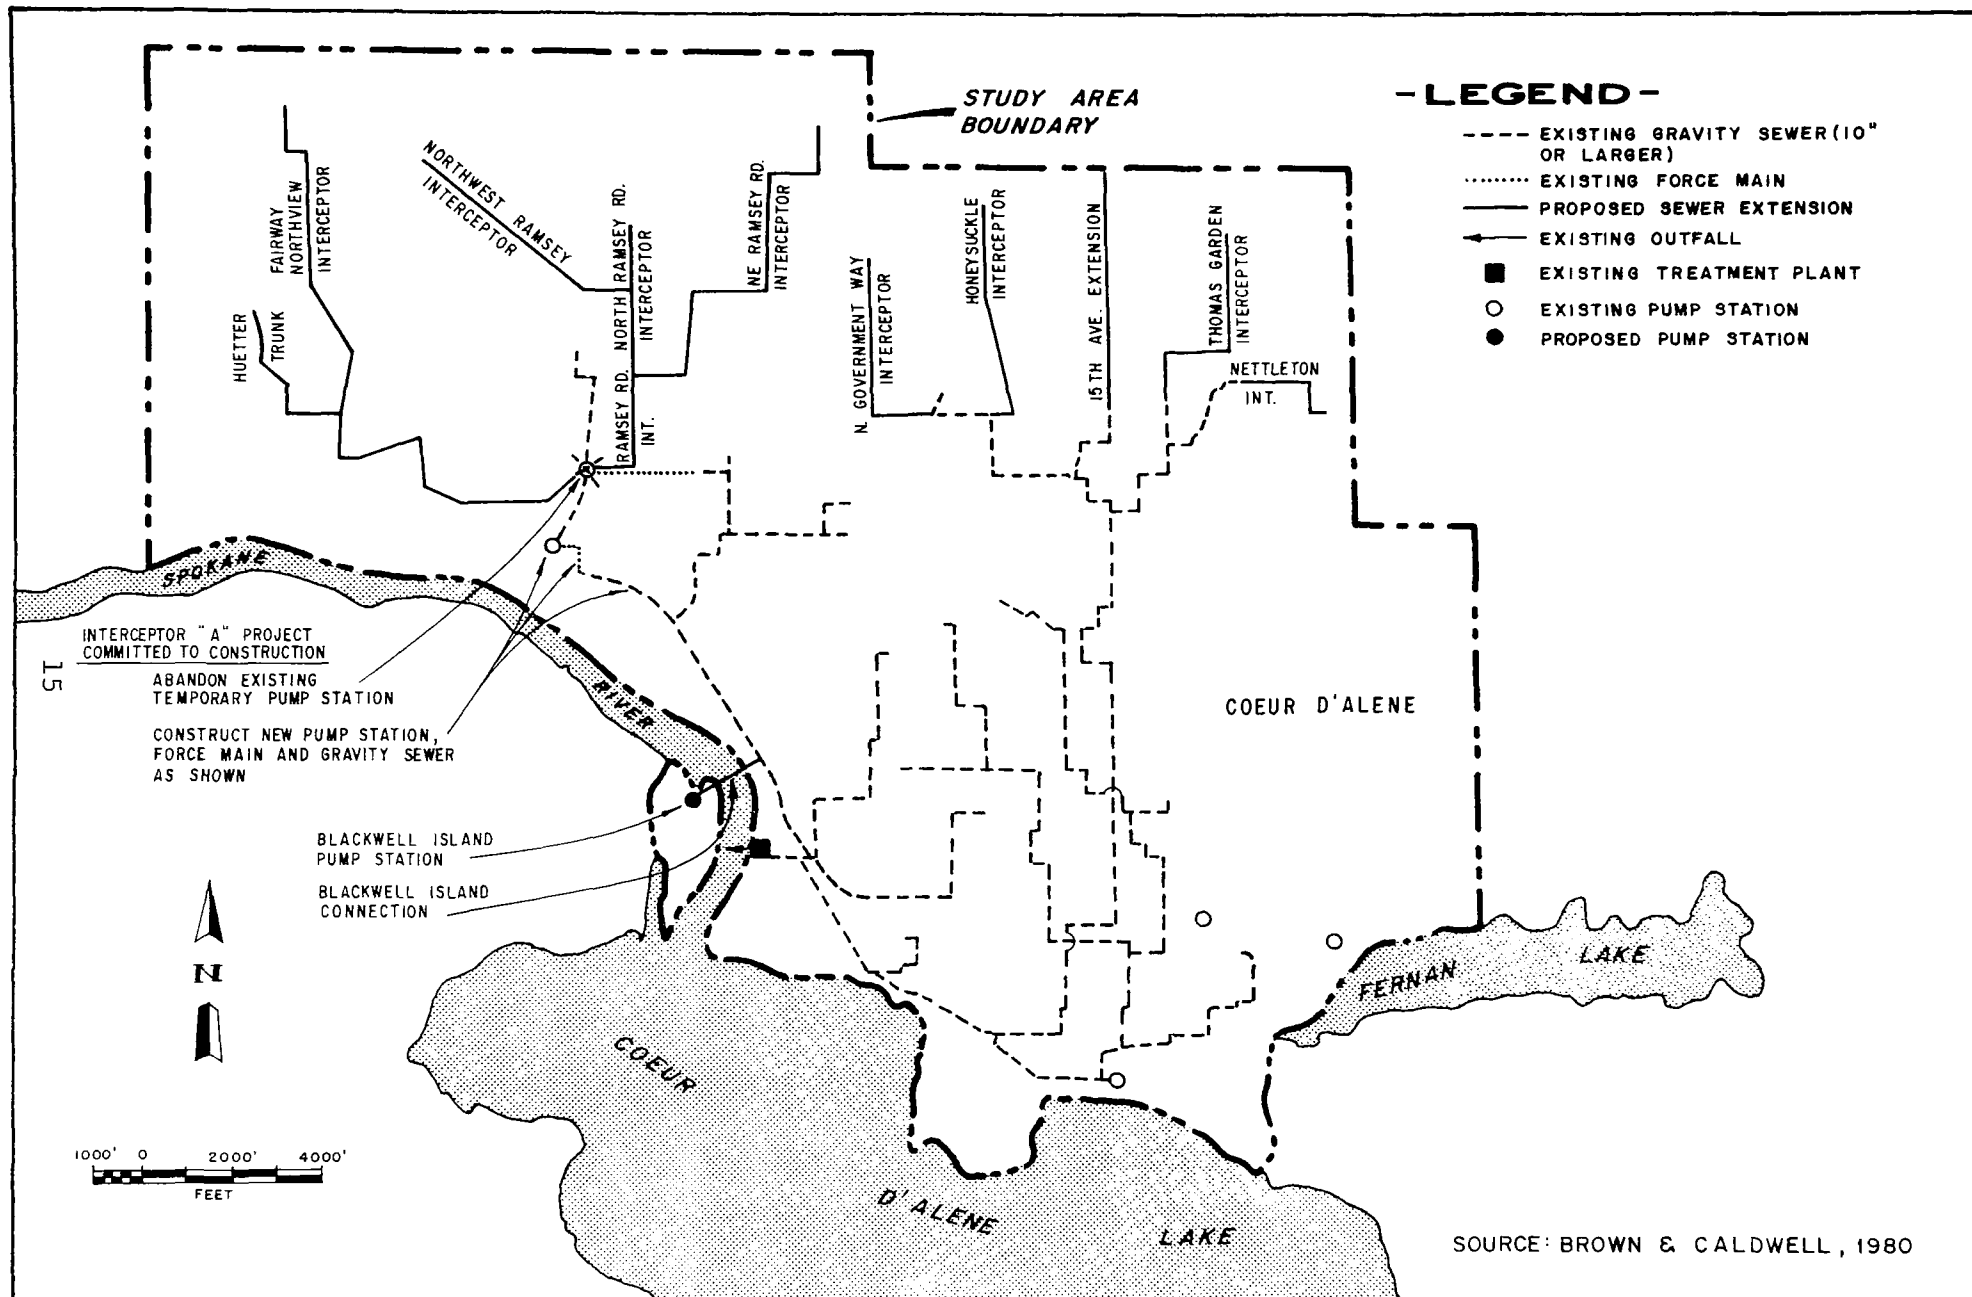 STUDY AREA
BOUNDARY
-LEGEND-
EXISTING GRAVITY SEWER (10"
OR LARGER)
EXISTING FORCE MAIN
PROPOSED SEWER EXTENSION
EXISTING OUTFALL
EXISTING TREATMENT PLANT
EXISTING PUMP STATION
PROPOSED PUMP STATION
FAIRWAY
NORTHVIEW
INTERCEPTOR
HUETTER
TRUNK
NORTHWEST RAMSEY
INTERCEPTOR
NORTH RAMSEY RD.
INTERCEPTOR
RAMSEY RD.
INT.
NE RAMSEY RD.
INTERCEPTOR
N. GOVERNMENT WAY
INTERCEPTOR
HONEYSUCKLE
INTERCEPTOR
15TH AVE. EXTENSION
THOMAS GARDEN
INTERCEPTOR
NETTLETON
INT.
SPOKANE
RIVER
INTERCEPTOR "A" PROJECT
COMMITTED TO CONSTRUCTION
ABANDON EXISTING
TEMPORARY PUMP STATION
CONSTRUCT NEW PUMP STATION,
FORCE MAIN AND GRAVITY SEWER
AS SHOWN
15
COEUR D'ALENE
BLACKWELL ISLAND
PUMP STATION
BLACKWELL ISLAND
CONNECTION
N
FERNAN
LAKE
COEUR
D'ALENE
LAKE
1000' 0 2000' 4000'
FEET
SOURCE: BROWN & CALDWELL, 1980